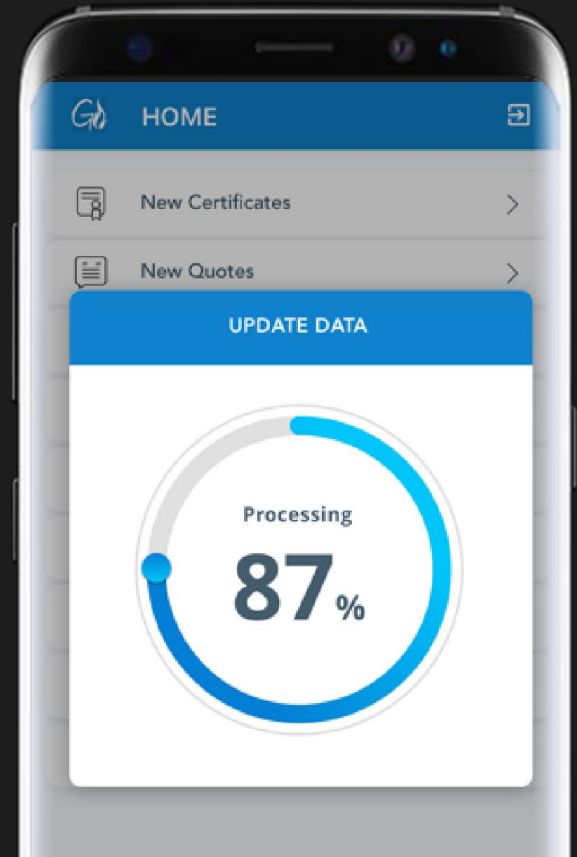 HOME
New Certificates
New Quotes
UPDATE DATA
Processing
87%